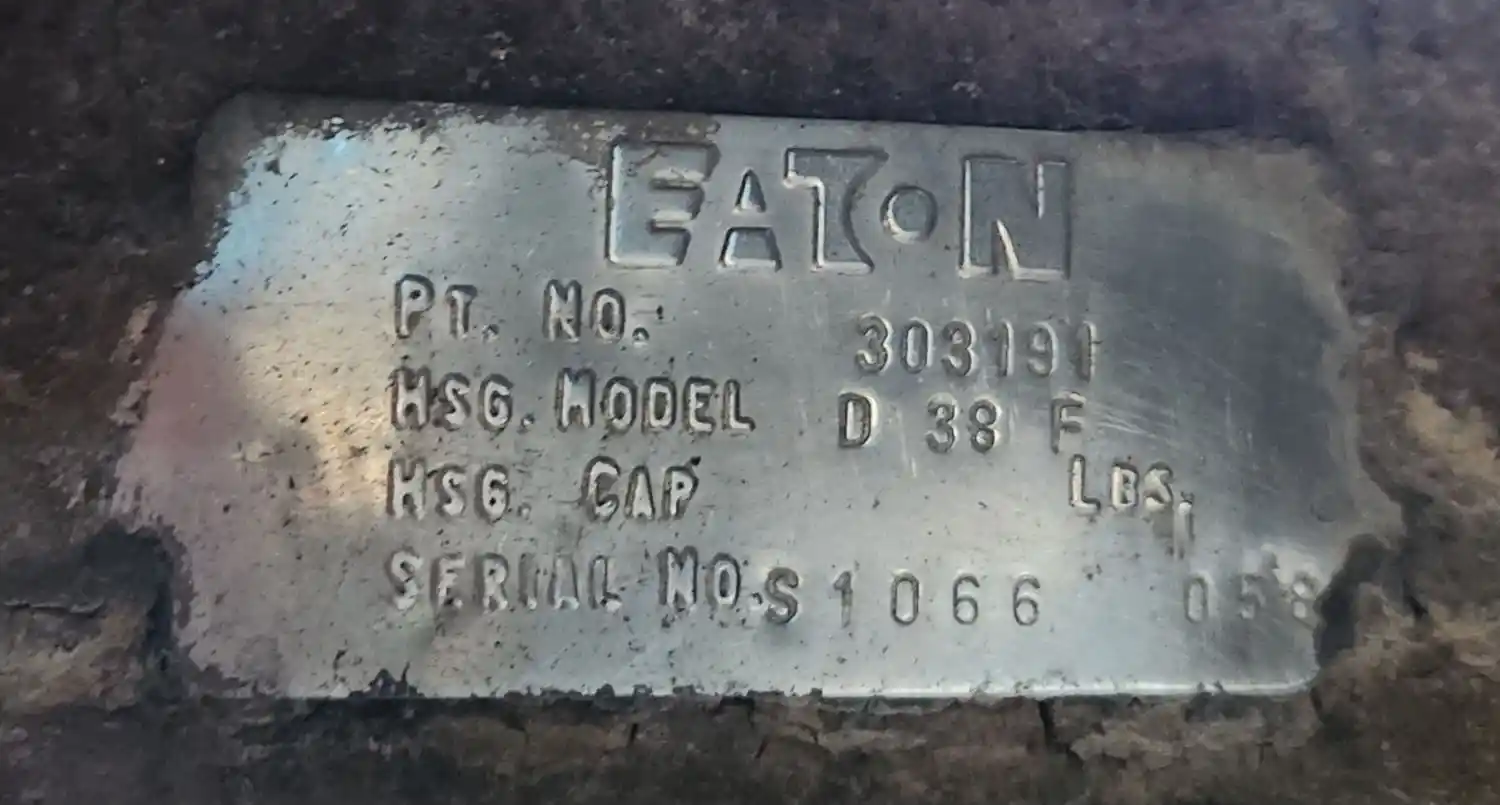 EATON
PT. NO. 303191
HSG. MODEL D 38 F
HSG. CAP LBS.
SERIAL NO. S 1066